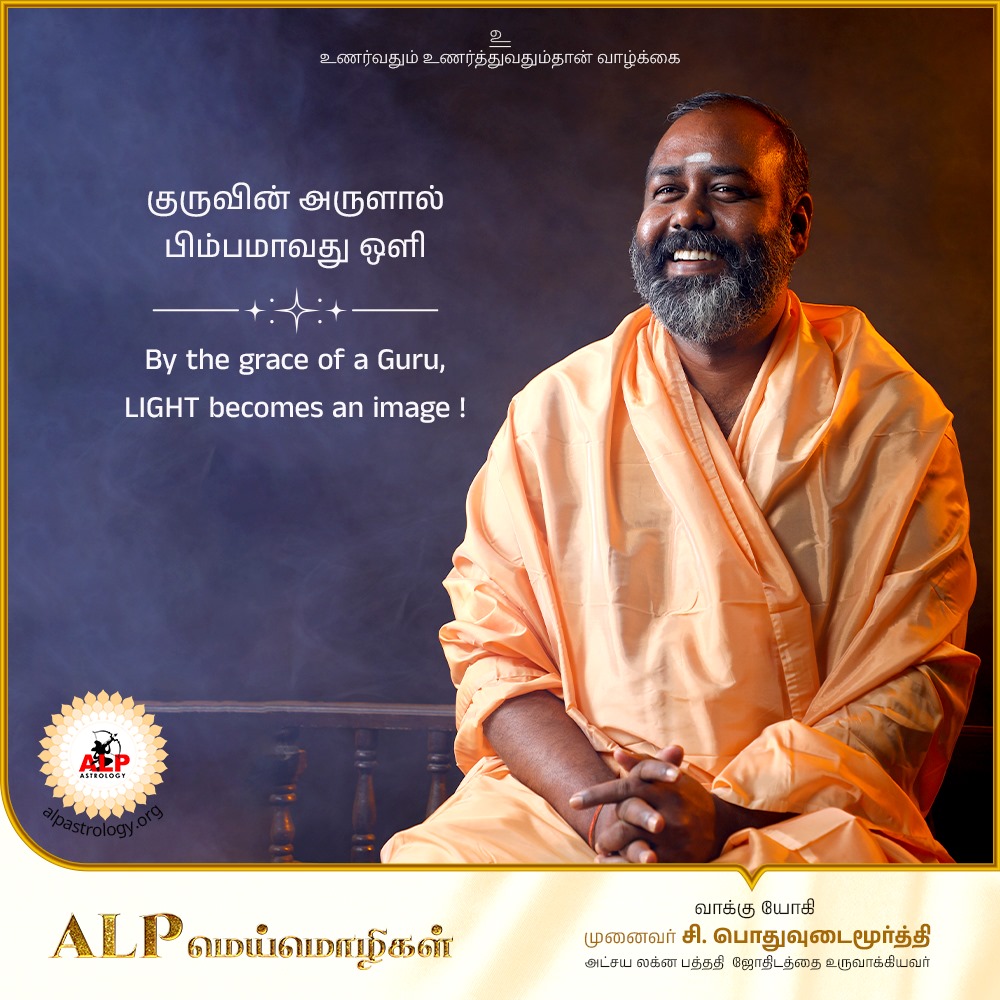 உ
உணர்வதும் உணர்த்துவதும்தான் வாழ்க்கை
குருவின் அருளால்
பிம்பமாவது ஒளி
By the grace of a Guru,
LIGHT becomes an image !
ALP
ASTROLOGY
alpastrology.org
ALP மெய்மொழிகள்
வாக்கு யோகி
முனைவர் சி. பொதுவுடைமூர்த்தி
அட்சய லக்ன பத்ததி ஜோதிடத்தை உருவாக்கியவர்